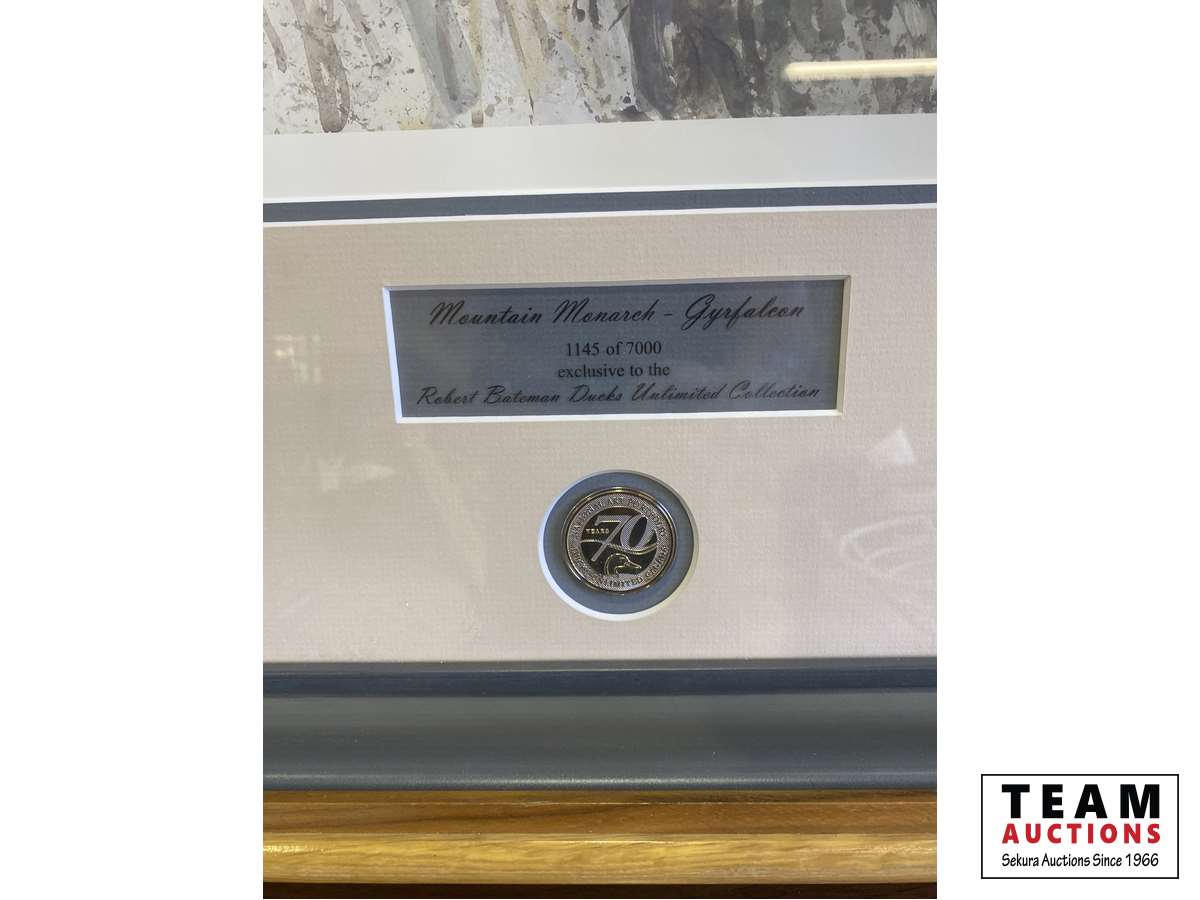 Mountain Monarch - Gyrfalcon
1145 of 7000
exclusive to the
Robert Bateman Ducks Unlimited Collection
70
YEARS
UNLIMITED
TEAM
AUCTIONS
Sekura Auctions Since 1966